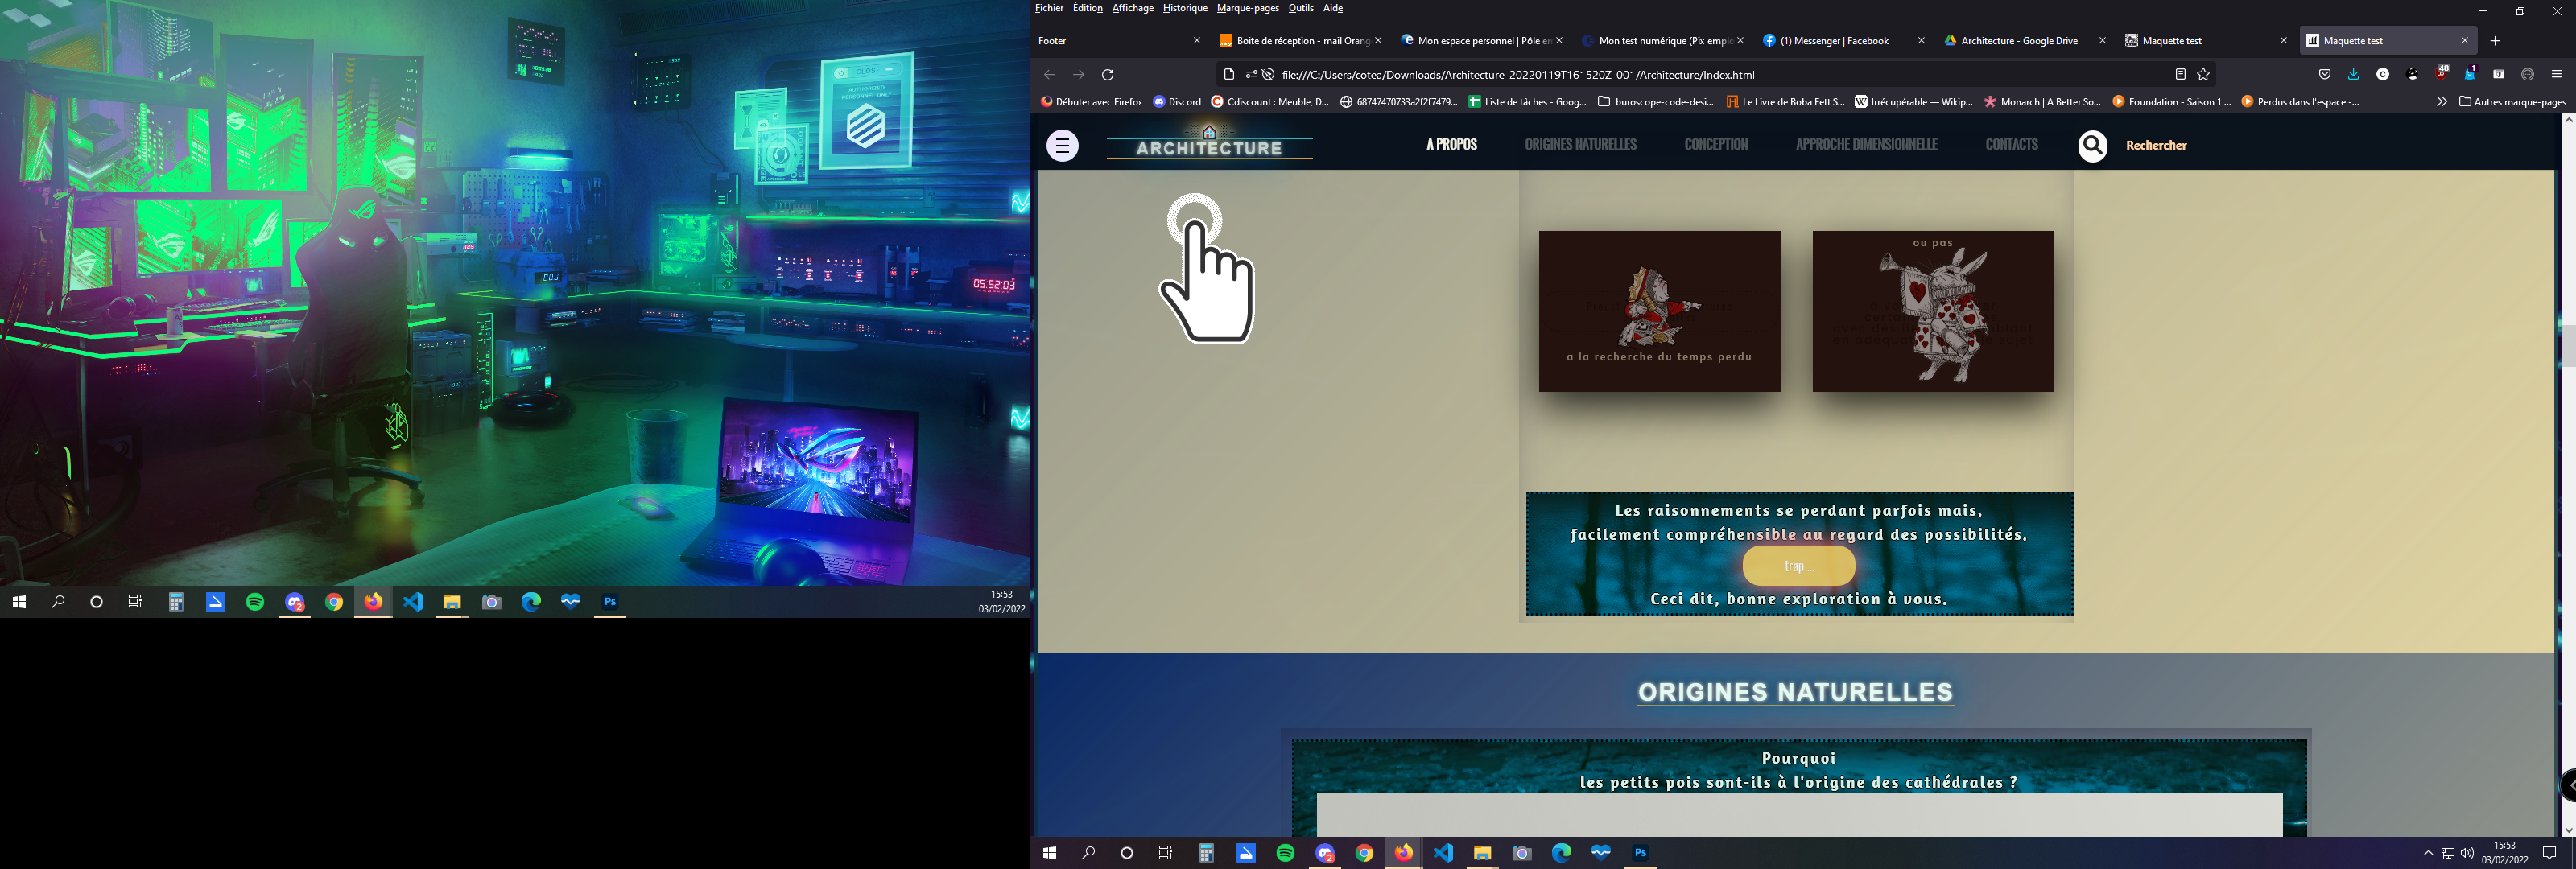 CLOSE
AUTHORIZED
PERSONNEL ONLY
05:52:03
15:53
03/02/2022
Fichier Édition Affichage Historique Marque-pages Outils Aide
Footer
Boite de réception - mail Orang
Mon espace personnel | Pôle em
Mon test numérique (Pix emplo
(1) Messenger | Facebook
Architecture - Google Drive
Maquette test
Maquette test
file:///C:/Users/cotea/Downloads/Architecture-20220119T161520Z-001/Architecture/Index.html
48
1
Débuter avec Firefox
Discord
Cdiscount : Meuble, D...
68747470733a2f2f7479...
Liste de tâches - Goog...
buroscope-code-desi...
Le Livre de Boba Fett S...
Irrécupérable — Wikip...
Monarch | A Better So...
Foundation - Saison 1 ...
Perdus dans l'espace -...
Autres marque-pages
ARCHITECTURE
A PROPOS
ORIGINES NATURELLES
CONCEPTION
APPROCHE DIMENSIONNELLE
CONTACTS
Rechercher
a la recherche du temps perdu
ou pas
Les raisonnements se perdant parfois mais,
facilement compréhensible au regard des possibilités.
trap ...
Ceci dit, bonne exploration à vous.
ORIGINES NATURELLES
Pourquoi
les petits pois sont-ils à l'origine des cathédrales ?
15:53
03/02/2022